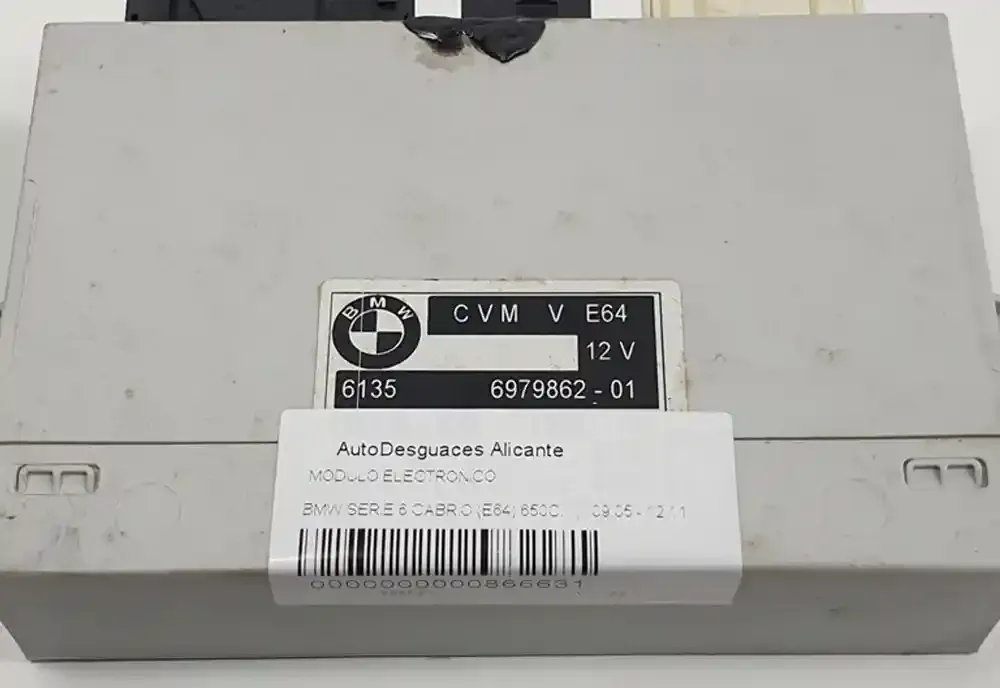 BMW
CVM V E64
12 V
6135 6979862-01
AutoDesguaces Alicante
MODULO ELECTRONICO
BMW SERIE 6 CABRIO (E64) 650CI 09.05 - 12.11
0000000000866631